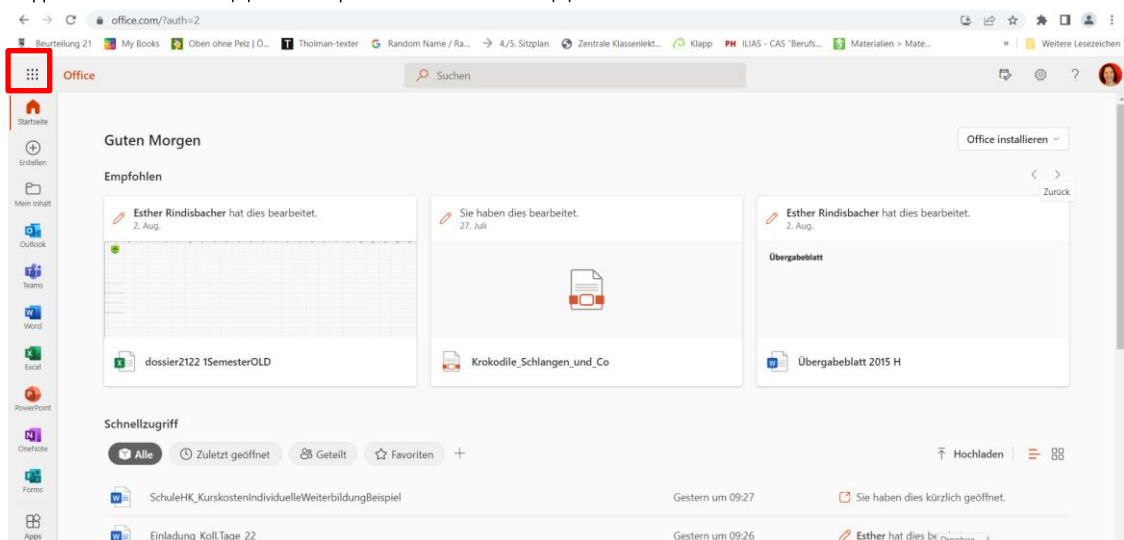 office.com/?auth=2
Beurteilung 21 My Books Oben ohne Pelz | O... Tholman-texter Random Name / Ra... 4./5. Sitzplan Zentrale Klassenlekt... Klapp PH ILIAS - CAS "Berufs... Materialien > Mate... » Weitere Lesezeichen
Office Suchen ?
Startseite
Erstellen
Mein Inhalt
Outlook
Teams
Word
Excel
PowerPoint
OneNote
Forms
Apps
Guten Morgen Office installieren
Empfohlen
Zurück
Esther Rindisbacher hat dies bearbeitet. Sie haben dies bearbeitet. Esther Rindisbacher hat dies bearbeitet.
2. Aug. 27. Juli 2. Aug.
Übergabeblatt
dossier2122 1SemesterOLD Krokodile_Schlangen_und_Co Übergabeblatt 2015 H
Schnellzugriff
Alle Zuletzt geöffnet Geteilt Favoriten + Hochladen
SchuleHK_KurskostenIndividuelleWeiterbildungBeispiel Gestern um 09:27 Sie haben dies kürzlich geöffnet.
Einladung Koll.Tage 22 Gestern um 09:26 Esther hat dies